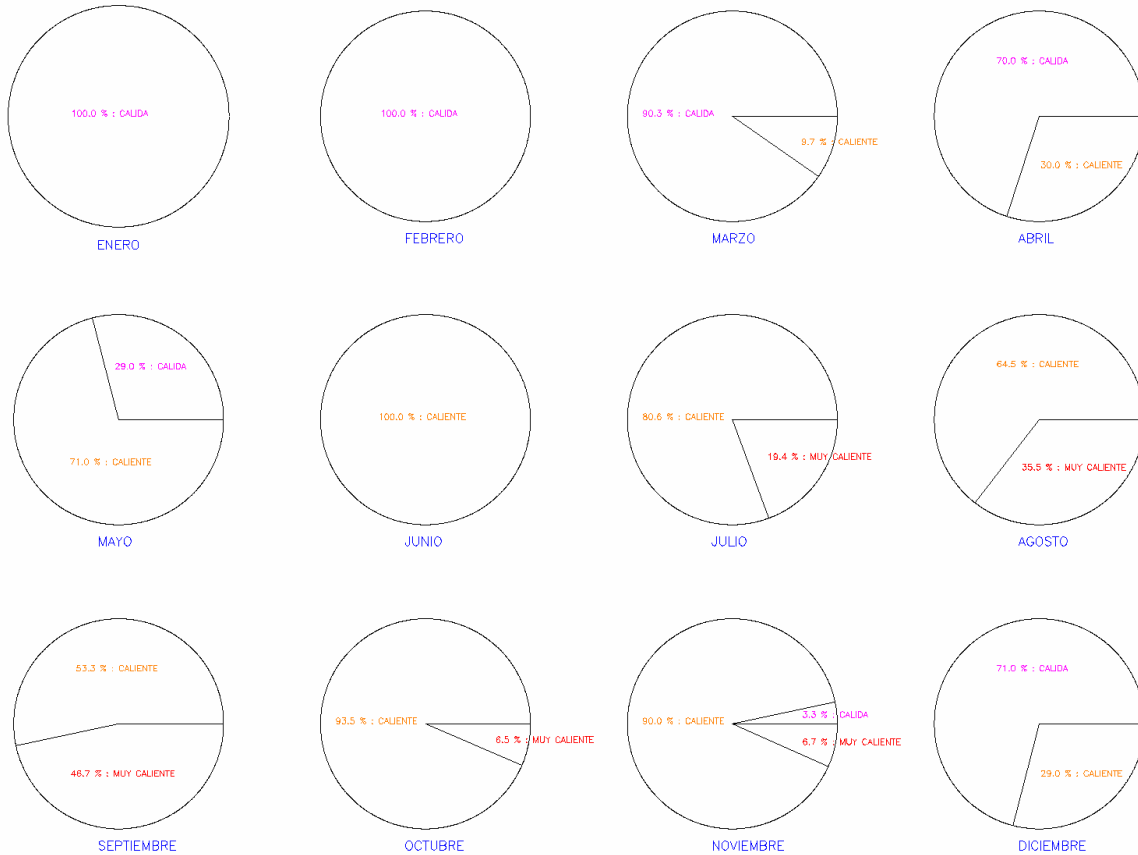 100.0 % : CALIDA
ENERO
100.0 % : CALIDA
FEBRERO
90.3 % : CALIDA
9.7 % : CALIENTE
MARZO
70.0 % : CALIDA
30.0 % : CALIENTE
ABRIL
29.0 % : CALIDA
71.0 % : CALIENTE
MAYO
100.0 % : CALIENTE
JUNIO
80.6 % : CALIENTE
19.4 % : MUY CALIENTE
JULIO
64.5 % : CALIENTE
35.5 % : MUY CALIENTE
AGOSTO
53.3 % : CALIENTE
46.7 % : MUY CALIENTE
SEPTIEMBRE
93.5 % : CALIENTE
6.5 % : MUY CALIENTE
OCTUBRE
90.0 % : CALIENTE
3.3 % : CALIDA
6.7 % : MUY CALIENTE
NOVIEMBRE
71.0 % : CALIDA
29.0 % : CALIENTE
DICIEMBRE